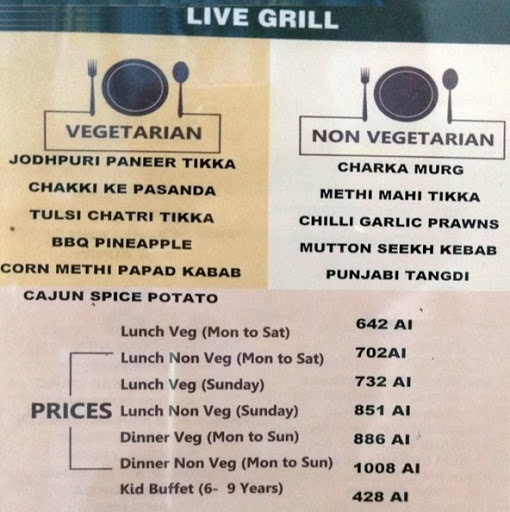 LIVE GRILL
VEGETARIAN
JODHPURI PANEER TIKKA
CHAKKI KE PASANDA
TULSI CHATRI TIKKA
BBQ PINEAPPLE
CORN METHI PAPAD KABAB
CAJUN SPICE POTATO
NON VEGETARIAN
CHARKA MURG
METHI MAHI TIKKA
CHILLI GARLIC PRAWNS
MUTTON SEEKH KEBAB
PUNJABI TANGDI
PRICES
Lunch Veg (Mon to Sat) 642 AI
Lunch Non Veg (Mon to Sat) 702AI
Lunch Veg (Sunday) 732 AI
Lunch Non Veg (Sunday) 851 AI
Dinner Veg (Mon to Sun) 886 AI
Dinner Non Veg (Mon to Sun) 1008 AI
Kid Buffet (6- 9 Years) 428 AI